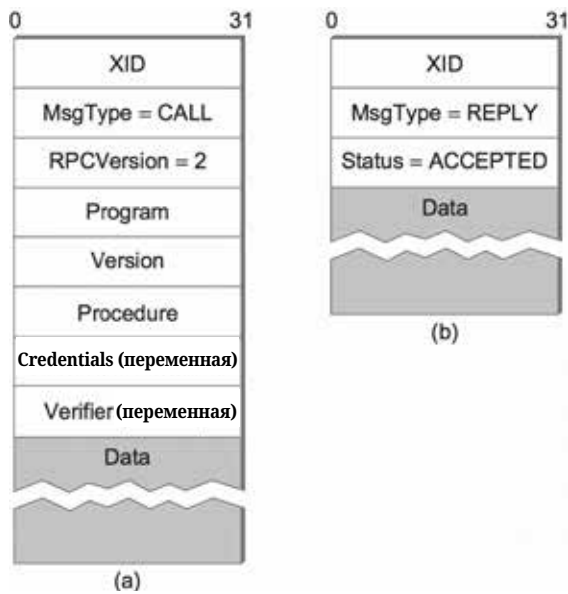 0 31
XID
MsgType = CALL
RPCVersion = 2
Program
Version
Procedure
Credentials (переменная)
Verifier (переменная)
Data
(a)
0 31
XID
MsgType = REPLY
Status = ACCEPTED
Data
(b)